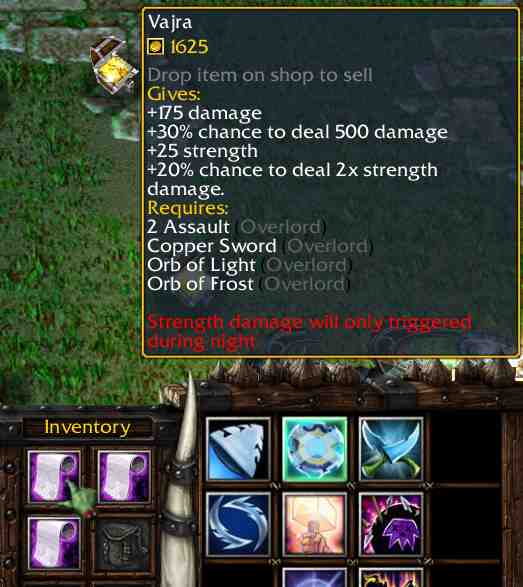 Vajra
1625
Drop item on shop to sell
Gives:
+175 damage
+30% chance to deal 500 damage
+25 strength
+20% chance to deal 2x strength
damage.
Requires:
2 Assault (Overlord)
Copper Sword (Overlord)
Orb of Light (Overlord)
Orb of Frost (Overlord)
Strength damage will only triggered
during night
Inventory